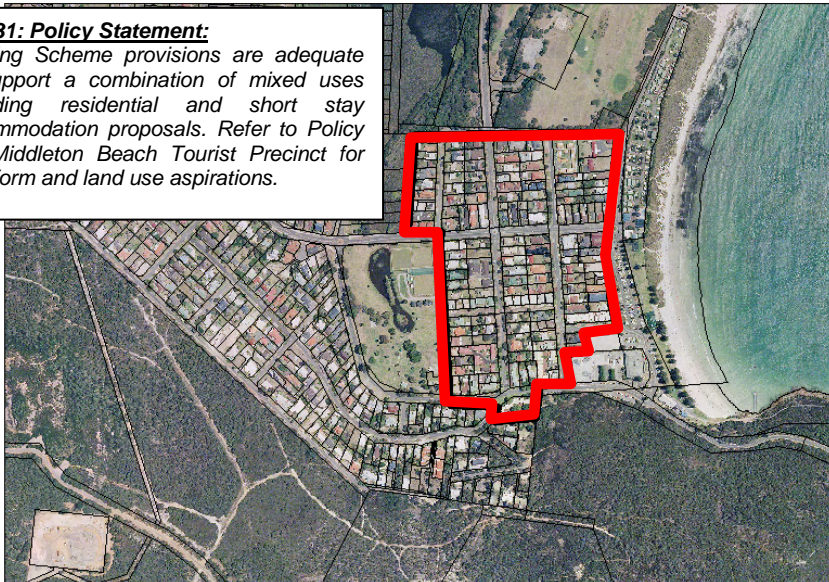 31: Policy Statement:
ng Scheme provisions are adequate
upport a combination of mixed uses
ding residential and short stay
mmodation proposals. Refer to Policy
Middleton Beach Tourist Precinct for
form and land use aspirations.